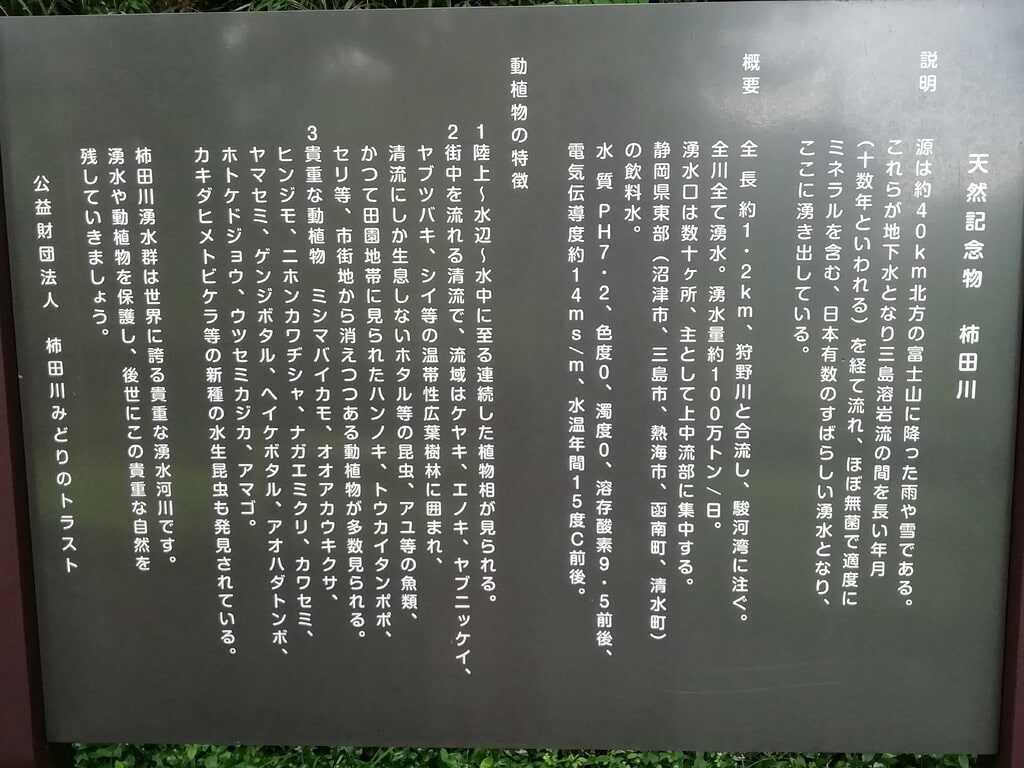 天然記念物　柿田川
説明
源は約４０ｋｍ北方の富士山に降った雨や雪である。
これらが地下水となり三島溶岩流の間を長い年月
（十数年といわれる）を経て流れ、ほぼ無菌で適度に
ミネラルを含む、日本有数のすばらしい湧水となり、
ここに湧き出している。
概要
全長　約１・２ｋｍ、狩野川と合流し、駿河湾に注ぐ。
全川全て湧水。湧水量約１００万トン／日。
湧水口は数十ヶ所、主として上中流部に集中する。
静岡県東部（沼津市、三島市、熱海市、函南町、清水町）
の飲料水。
水質　ＰＨ７・２、色度０、濁度０、溶存酸素９・５前後、
電気伝導度約１４ｍｓ／ｍ、水温年間１５度Ｃ前後。
動植物の特徴
１陸上～水辺～水中に至る連続した植物相が見られる。
２街中を流れる清流で、流域はケヤキ、エノキ、ヤブニッケイ、
ヤブツバキ、シイ等の温帯性広葉樹林に囲まれ、
清流にしか生息しないホタル等の昆虫、アユ等の魚類、
かつて田園地帯に見られたハンノキ、トウカイタンポポ、
セリ等、市街地から消えつつある動植物が多数見られる。
３貴重な動植物　ミシマバイカモ、オオアカウキクサ、
ヒンジモ、ニホンカワヂシャ、ナガエミクリ、カワセミ、
ヤマセミ、ゲンジボタル、ヘイケボタル、アオハダトンボ、
ホトケドジョウ、ウツセミカジカ、アマゴ。
カキダヒメトビケラ等の新種の水生昆虫も発見されている。
柿田川湧水群は世界に誇る貴重な湧水河川です。
湧水や動植物を保護し、後世にこの貴重な自然を
残していきましょう。
公益財団法人　柿田川みどりのトラスト